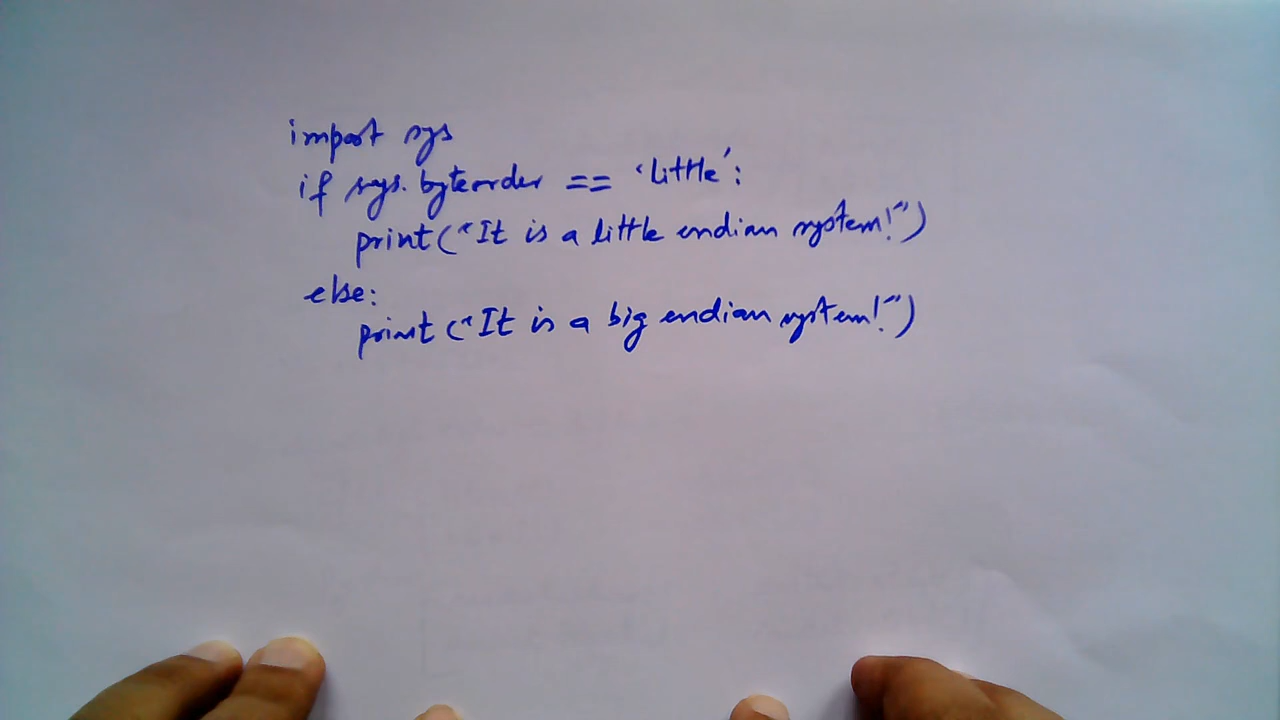 import sys
if sys.byteorder == 'little':
print("It is a little endian system!")
else:
print("It is a big endian system!")